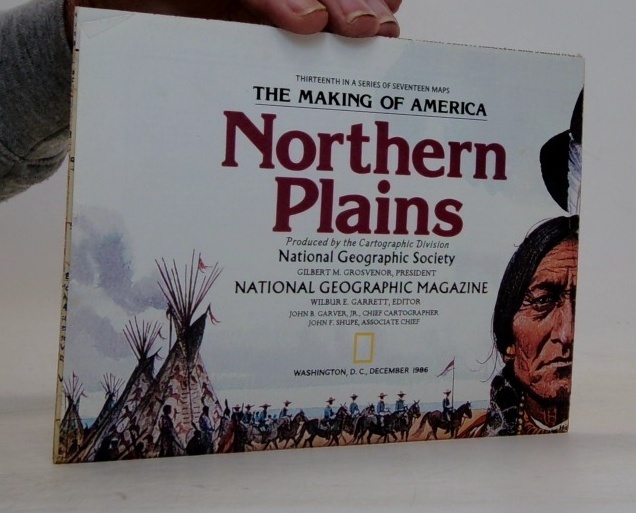 THIRTEENTH IN A SERIES OF SEVENTEEN MAPS
THE MAKING OF AMERICA
Northern
Plains
Produced by the Cartographic Division
National Geographic Society
GILBERT M. GROSVENOR, PRESIDENT
NATIONAL GEOGRAPHIC MAGAZINE
WILBUR E. GARRETT, EDITOR
JOHN B. GARVER, JR., CHIEF CARTOGRAPHER
JOHN F. SHUPE, ASSOCIATE CHIEF
WASHINGTON, D. C., DECEMBER 1986